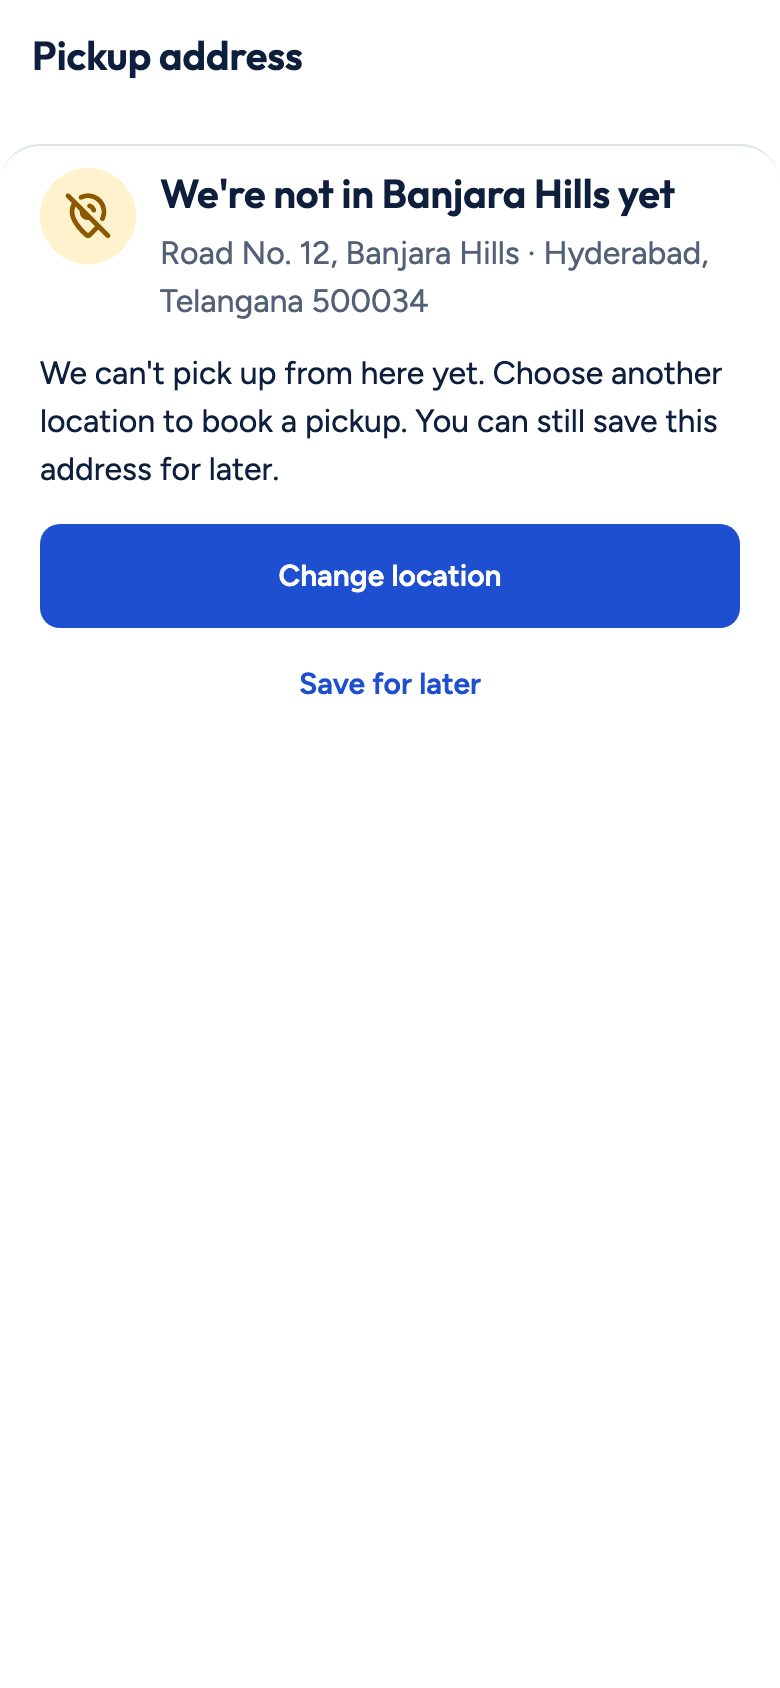 Pickup address
We're not in Banjara Hills yet
Road No. 12, Banjara Hills · Hyderabad,
Telangana 500034
We can't pick up from here yet. Choose another
location to book a pickup. You can still save this
address for later.
Change location
Save for later